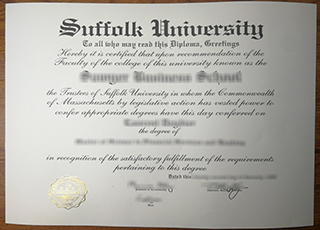 Suffolk University
To all who may read this Diploma, Greetings
Hereby it is certified that upon recommendation of the
Faculty of the college of this university known as the
Sawyer Business School
the Trustees of Suffolk University in whom the Commonwealth
of Massachusetts by legislative action has vested power to
confer appropriate degrees have this day conferred on
the degree of
in recognition of the satisfactory fulfillment of the requirements
pertaining to this degree
Dated this